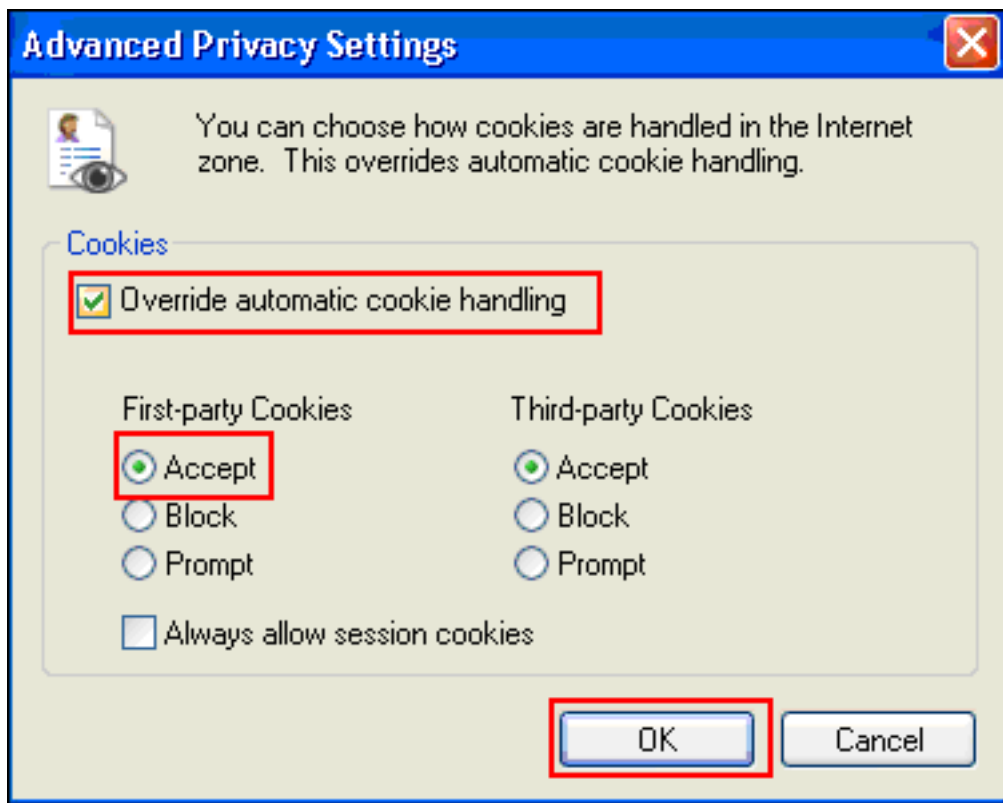 Advanced Privacy Settings
You can choose how cookies are handled in the Internet
zone.  This overrides automatic cookie handling.
Cookies
Override automatic cookie handling
First-party Cookies
Third-party Cookies
Accept
Accept
Block
Block
Prompt
Prompt
Always allow session cookies
OK
Cancel